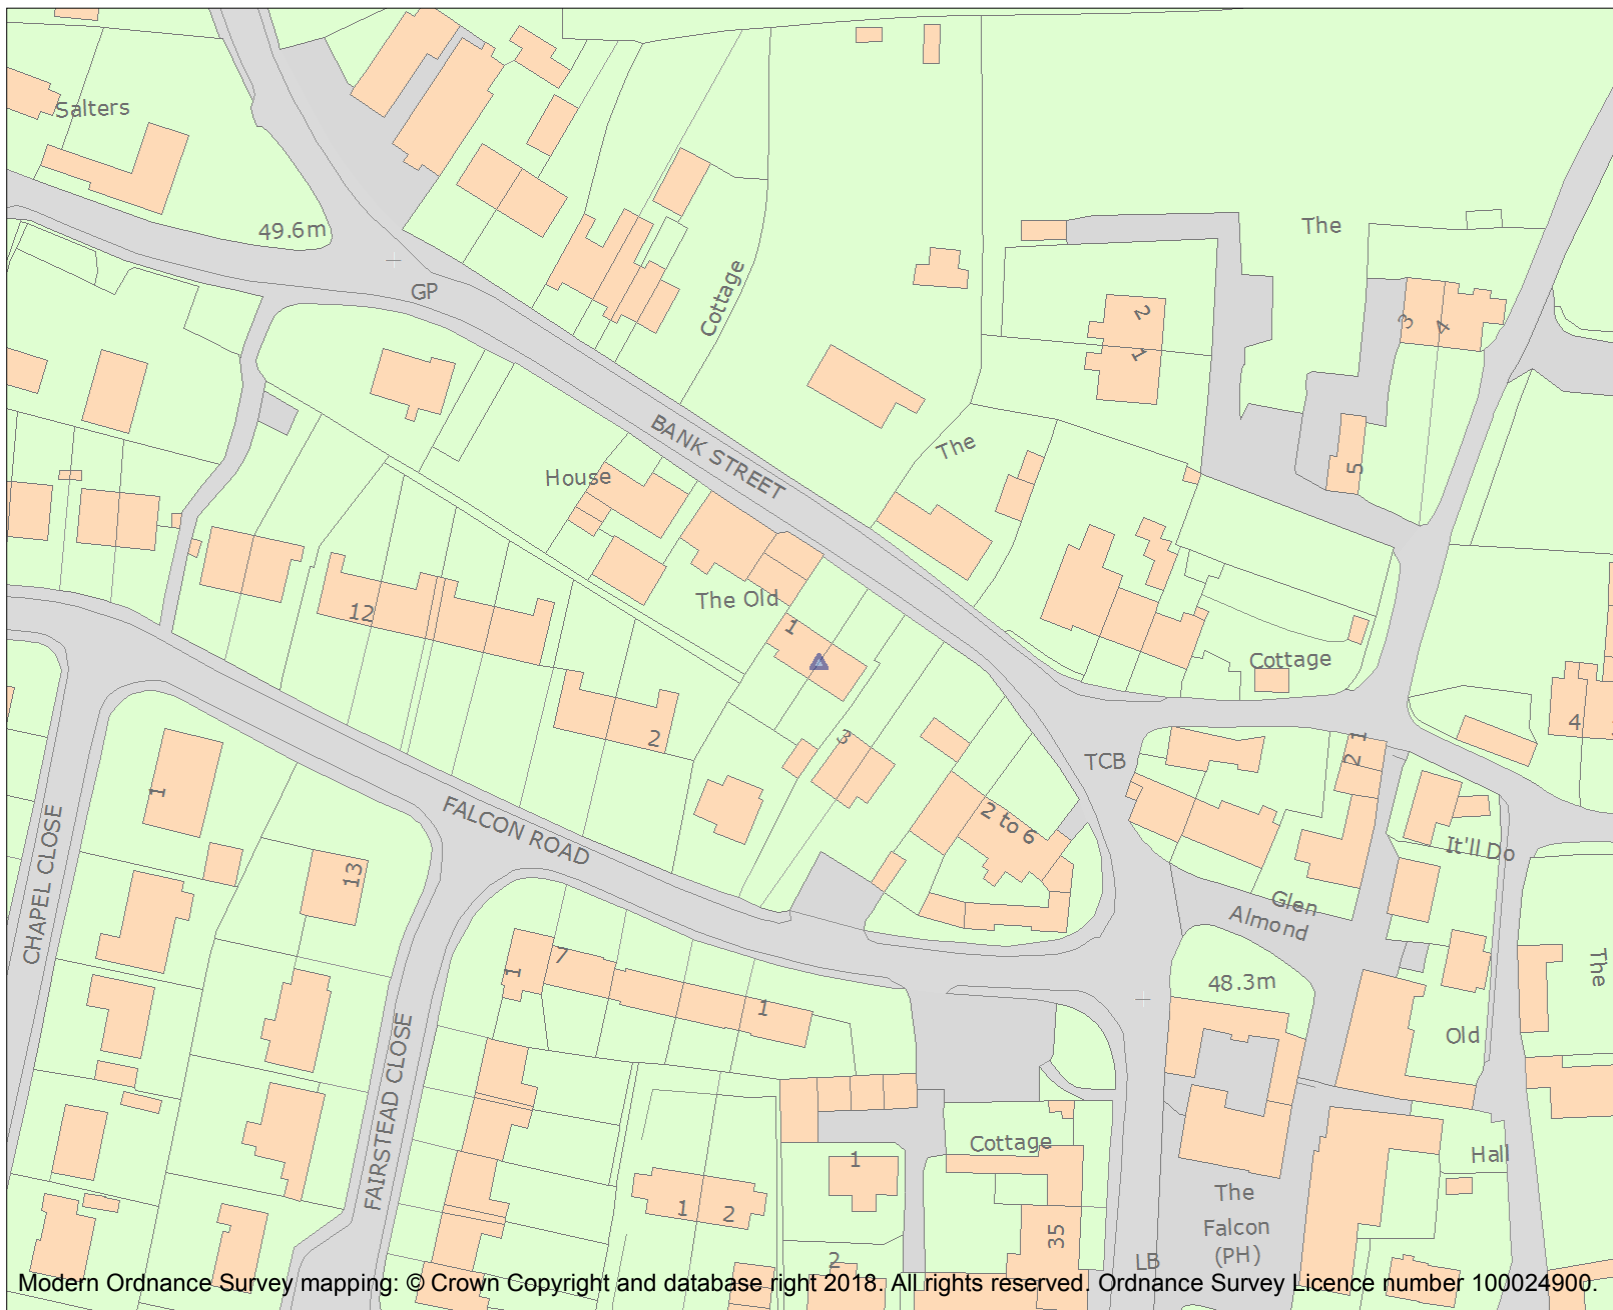 Salters
49.6m
The
GP
Cottage
2
1
3
4
BANK STREET
The
House
5
12
The Old
1
Cottage
2
3
4
TCB
1
2
1
FALCON ROAD
2 to 6
It'll Do
CHAPEL CLOSE
13
Glen
Almond
7
1
1
48.3m
The
Old
FAIRSTEAD CLOSE
Cottage
Hall
1
1
2
The
Falcon
(PH)
35
2
LB
Modern Ordnance Survey mapping: © Crown Copyright and database right 2018. All rights reserved. Ordnance Survey Licence number 100024900.